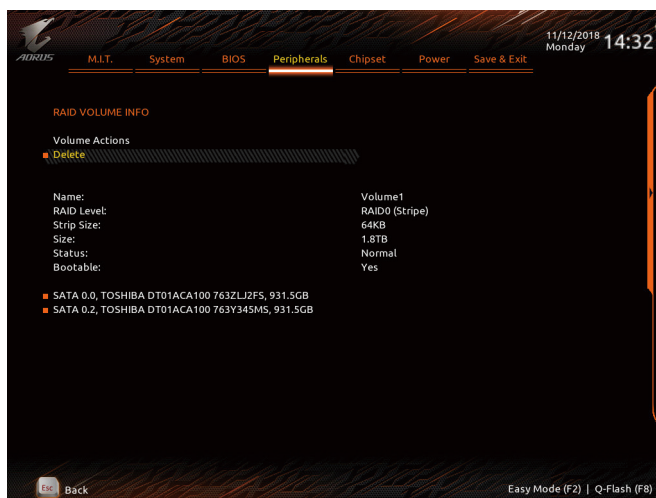 11/12/2018 14:32
Monday
AORUS
M.I.T. System BIOS Peripherals Chipset Power Save & Exit
RAID VOLUME INFO
Volume Actions
Delete
Name: Volume1
RAID Level: RAID0 (Stripe)
Strip Size: 64KB
Size: 1.8TB
Status: Normal
Bootable: Yes
SATA 0.0, TOSHIBA DT01ACA100 763ZLJ2FS, 931.5GB
SATA 0.2, TOSHIBA DT01ACA100 763Y345MS, 931.5GB
Esc Back Easy Mode (F2) | Q-Flash (F8)